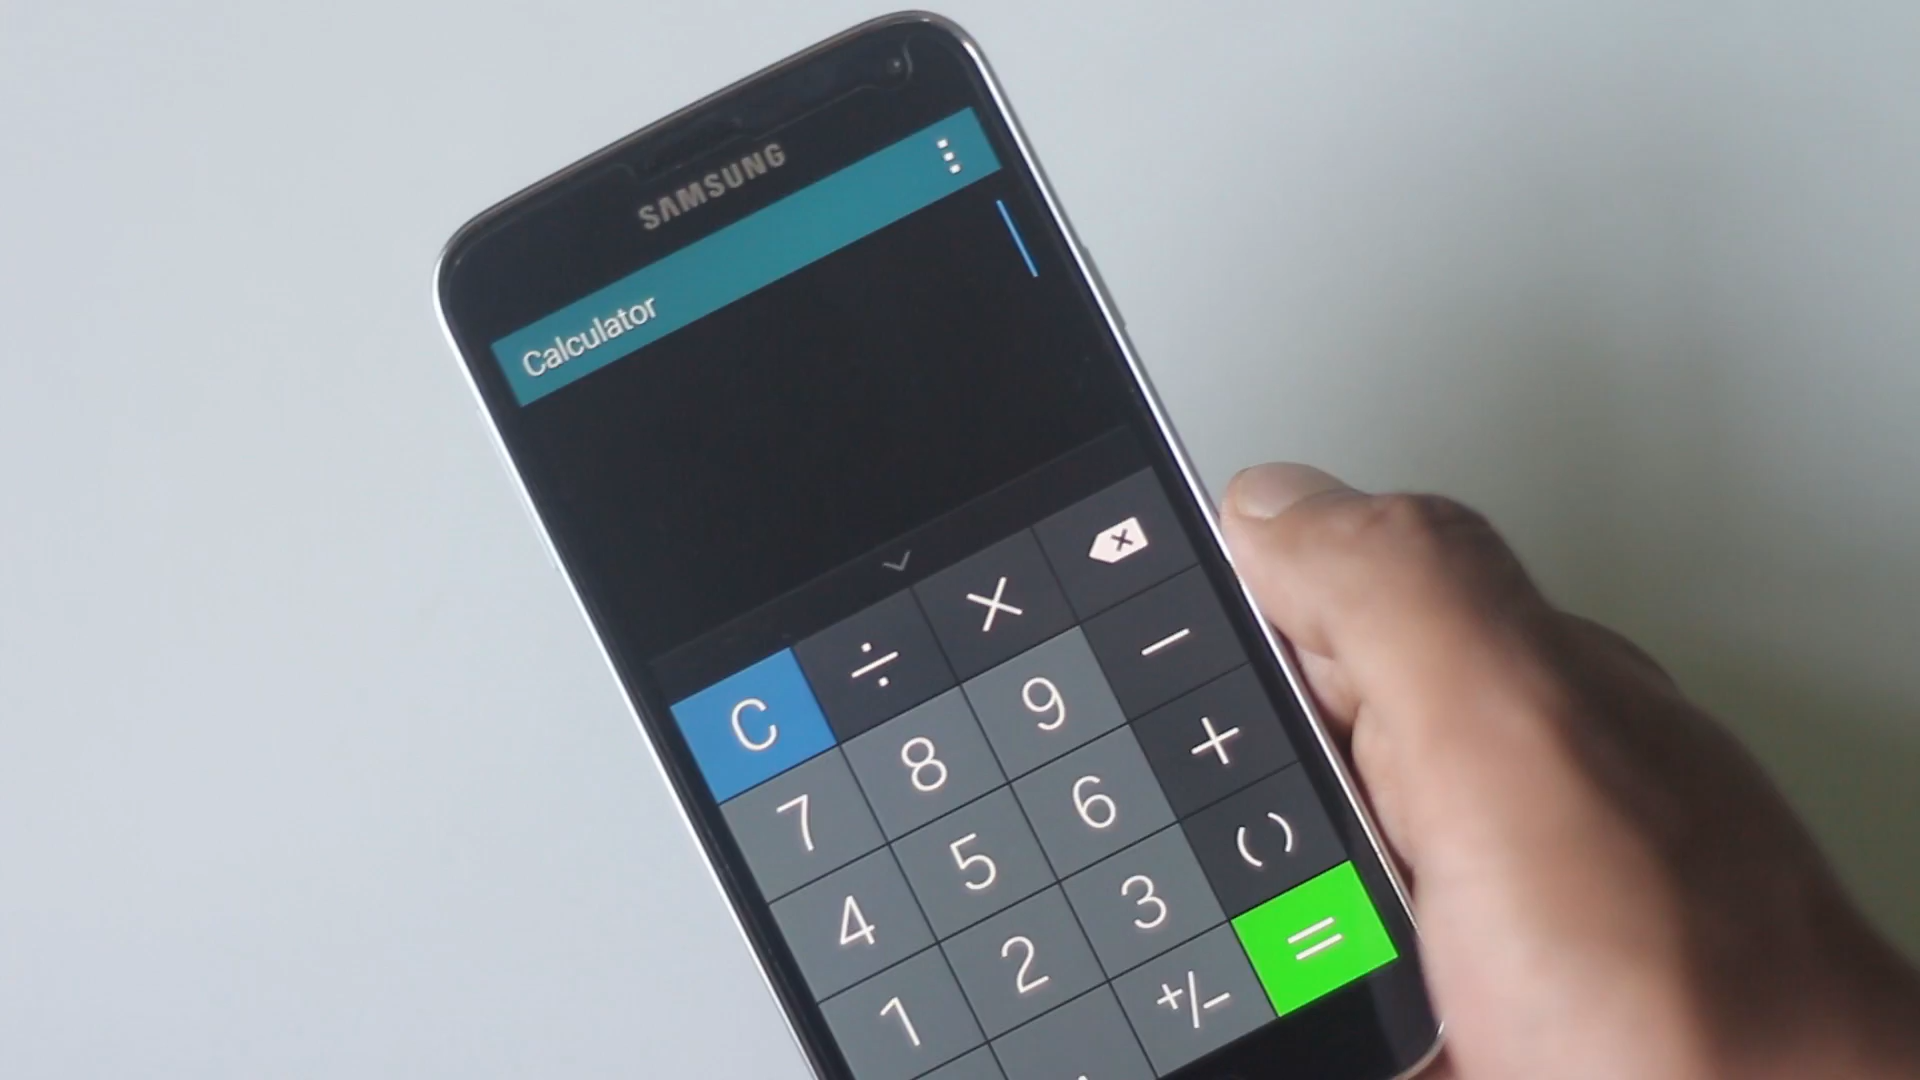 SAMSUNG
Calculator
C ÷ ×
7 8 9 −
4 5 6 +
1 2 3 ()
+/− =